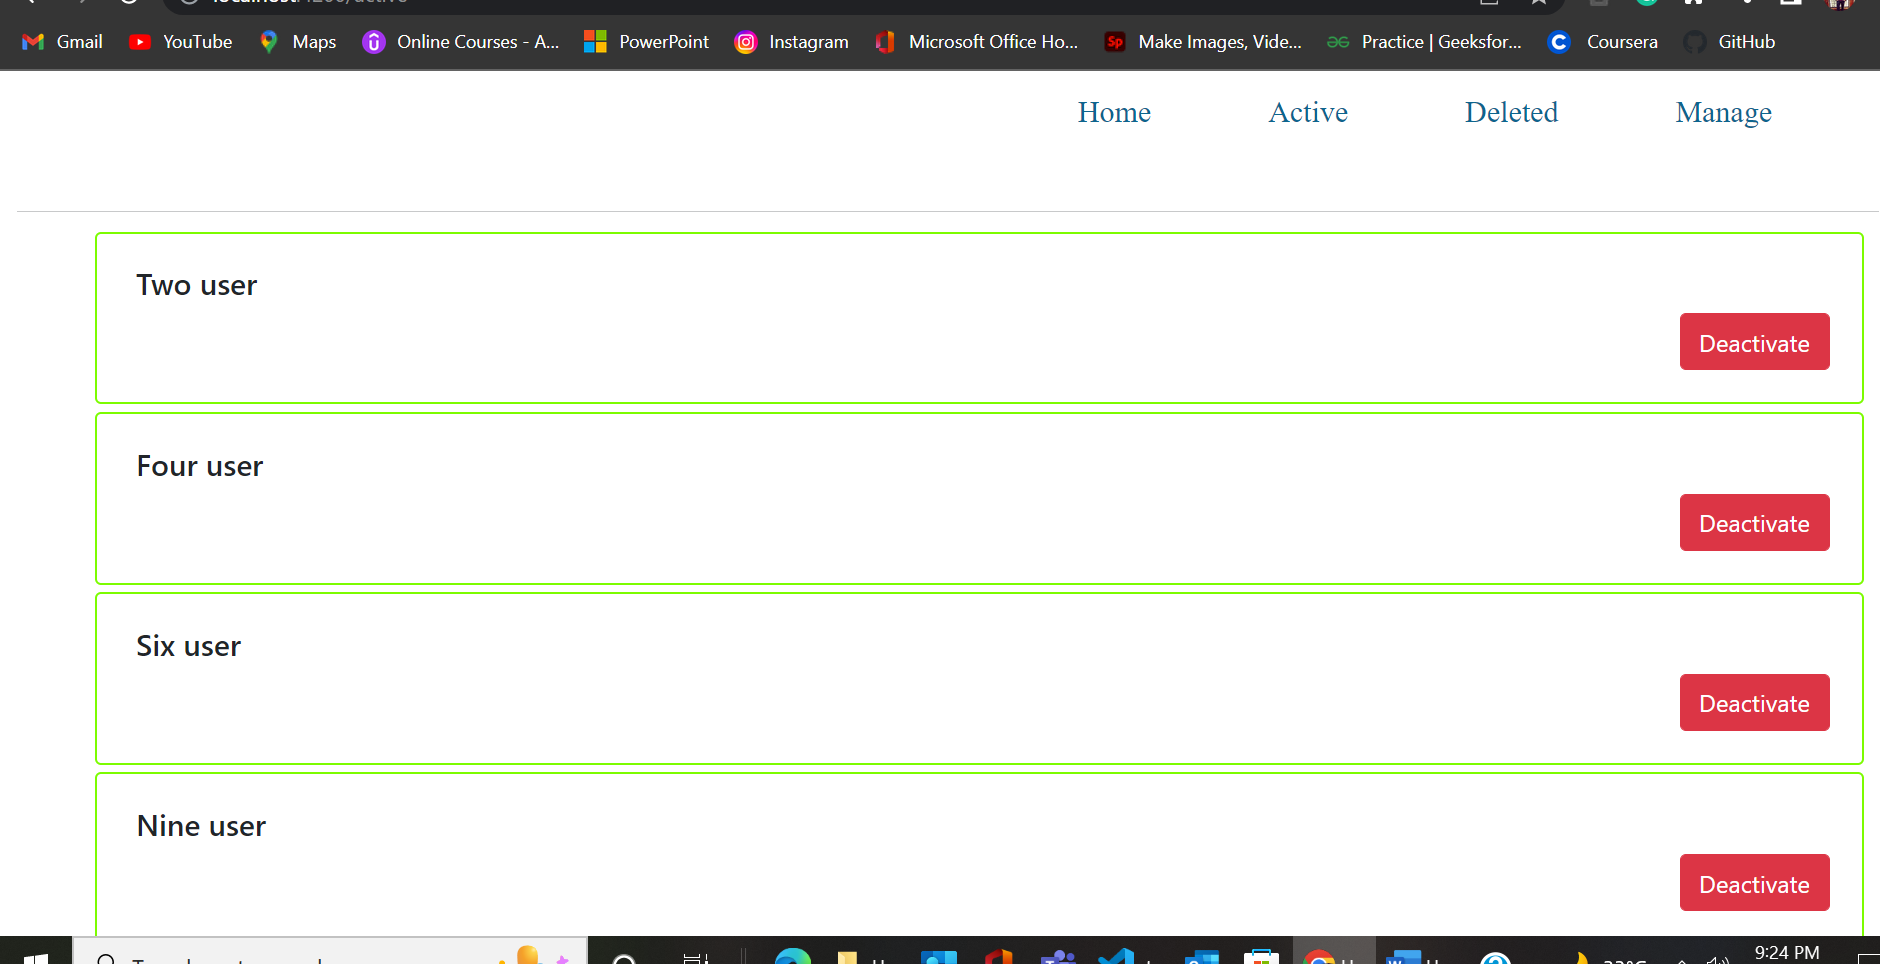 Gmail YouTube Maps Online Courses - A... PowerPoint Instagram Microsoft Office Ho... Make Images, Vide... Practice | Geeksfor... Coursera GitHub
Home Active Deleted Manage
Two user
Deactivate
Four user
Deactivate
Six user
Deactivate
Nine user
Deactivate
9:24 PM